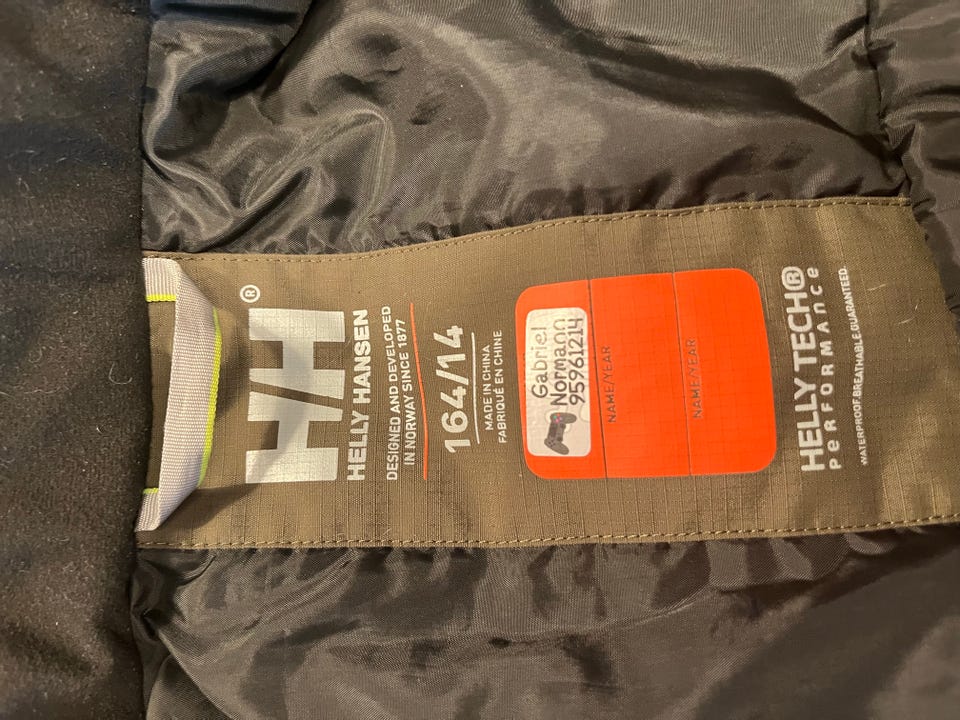 HH®
HELLY HANSEN
DESIGNED AND DEVELOPED
IN NORWAY SINCE 1877
164/14
MADE IN CHINA
FABRIQUÉ EN CHINE
Gabriel
Normann
95961214
NAME/YEAR
NAME/YEAR
HELLY TECH®
PERFORMANCE
WATERPROOF.BREATHABLE.GUARANTEED.